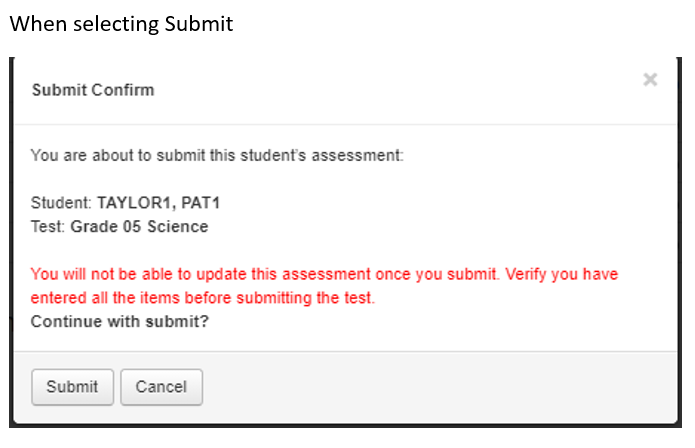 When selecting Submit
Submit Confirm
You are about to submit this student's assessment:
Student: TAYLOR1, PAT1
Test: Grade 05 Science
You will not be able to update this assessment once you submit. Verify you have
entered all the items before submitting the test.
Continue with submit?
Submit
Cancel